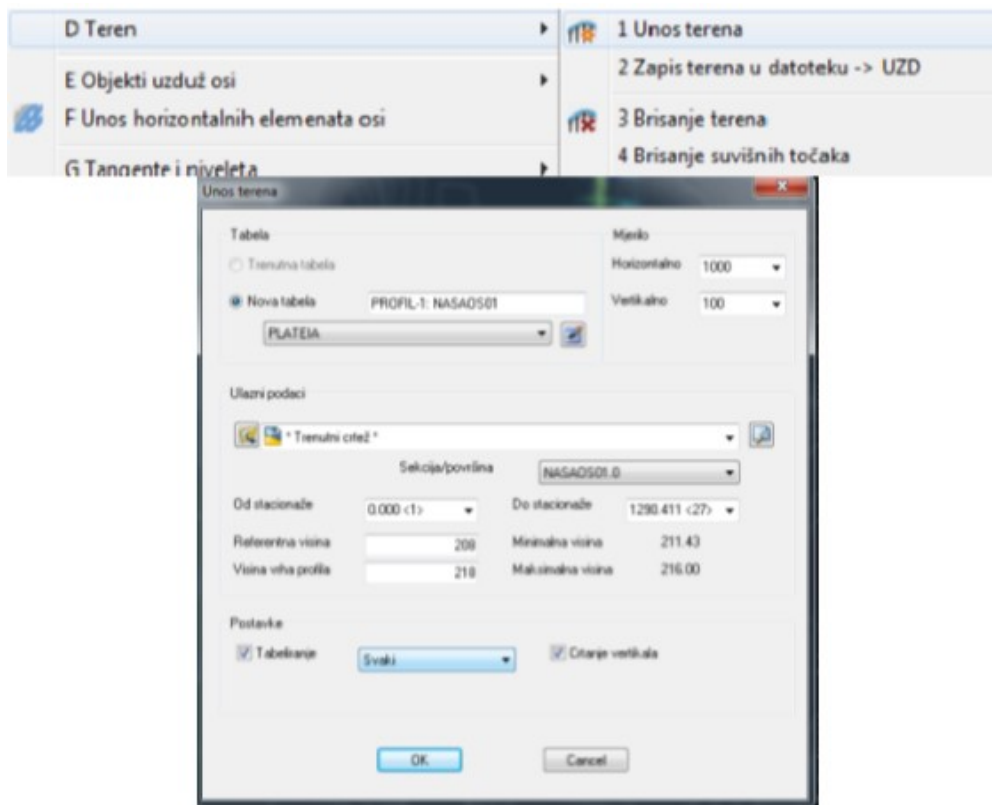 D Teren
E Objekti uzduž osi
F Unos horizontalnih elemenata osi
G Tangente i niveleta
1 Unos terena
2 Zapis terena u datoteku -> UZD
3 Brisanje terena
4 Brisanje suvišnih točaka
Unos terena
Tabela
Trenutna tabela
Nova tabela PROFIL-1: NASAOS01
PLATEIA
Mjerilo
Horizontalno 1000
Vertikalno 100
Ulazni podaci
* Trenutni crtež *
Sekcija/površina NASAOS01.0
Od stacionaže 0.000 <1> Do stacionaže 1290.411 <27>
Referentna visina 208 Minimalna visina 211.43
Visina vrha profila 218 Maksimalna visina 216.00
Postavke
Tabeliranje Svaki Crtanje vertikala
OK Cancel